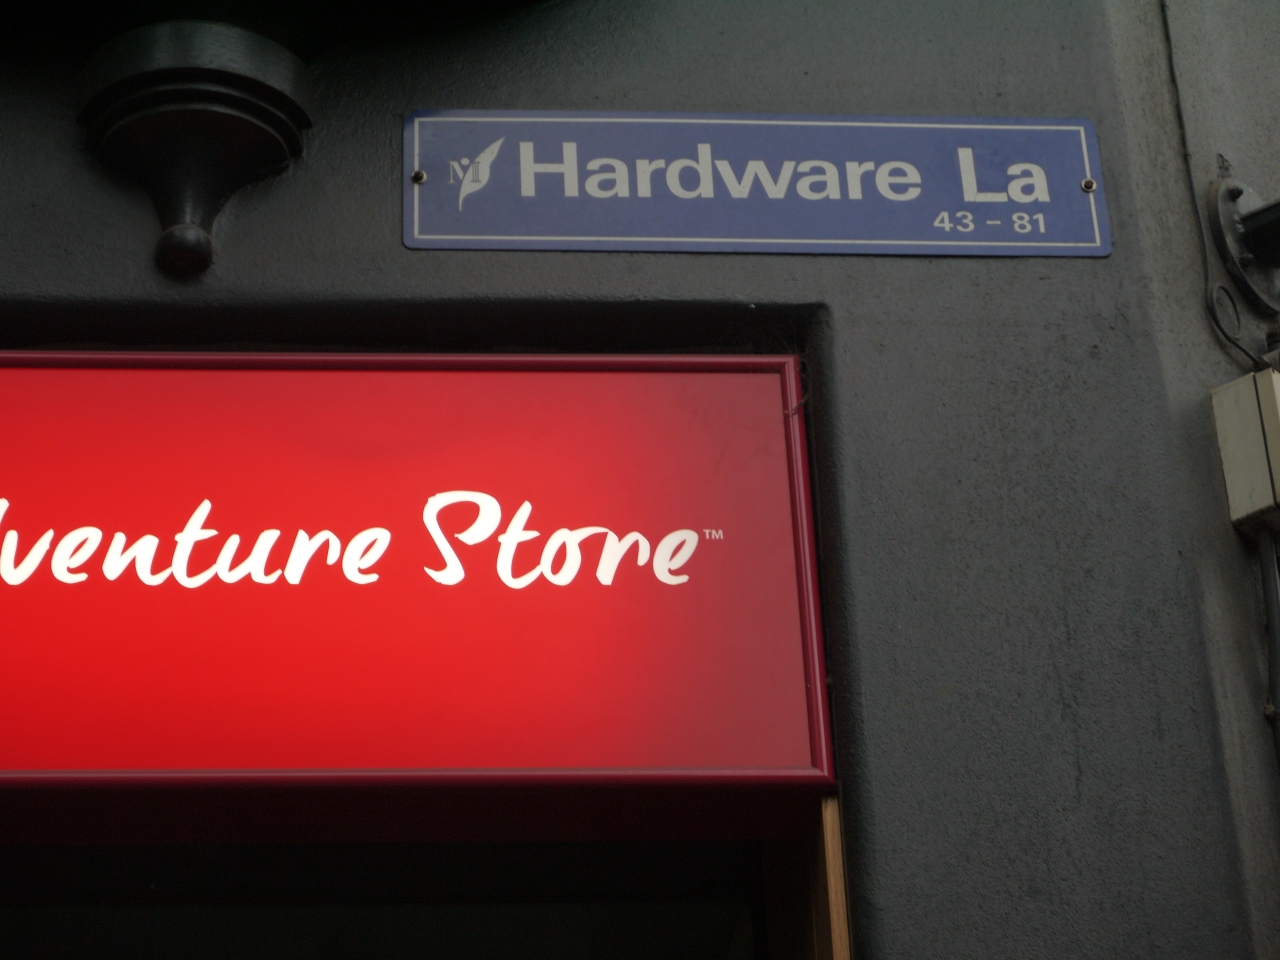 Hardware La
43 - 81
venture Store™